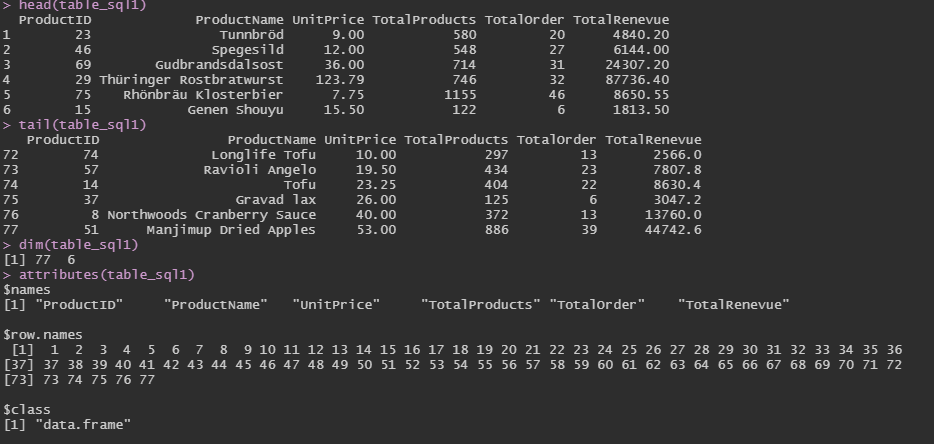 > head(table_sql1)
  ProductID            ProductName UnitPrice TotalProducts TotalOrder TotalRenevue
1        23               Tunnbröd      9.00           580         20      4840.20
2        46              Spegesild     12.00           548         27      6144.00
3        69       Gudbrandsdalsost     36.00           714         31     24307.20
4        29 Thüringer Rostbratwurst    123.79           746         32     87736.40
5        75    Rhönbräu Klosterbier      7.75          1155         46      8650.55
6        15           Genen Shouyu     15.50           122          6      1813.50
> tail(table_sql1)
   ProductID              ProductName UnitPrice TotalProducts TotalOrder TotalRenevue
72        74            Longlife Tofu     10.00           297         13       2566.0
73        57           Ravioli Angelo     19.50           434         23       7807.8
74        14                     Tofu     23.25           404         22       8630.4
75        37               Gravad lax     26.00           125          6       3047.2
76         8 Northwoods Cranberry Sauce     40.00           372         13      13760.0
77        51    Manjimup Dried Apples     53.00           886         39      44742.6
> dim(table_sql1)
[1] 77  6
> attributes(table_sql1)
$names
[1] "ProductID"     "ProductName"   "UnitPrice"     "TotalProducts" "TotalOrder"    "TotalRenevue"
$row.names
 [1]  1  2  3  4  5  6  7  8  9 10 11 12 13 14 15 16 17 18 19 20 21 22 23 24 25 26 27 28 29 30 31 32 33 34 35 36
[37] 37 38 39 40 41 42 43 44 45 46 47 48 49 50 51 52 53 54 55 56 57 58 59 60 61 62 63 64 65 66 67 68 69 70 71 72
[73] 73 74 75 76 77
$class
[1] "data.frame"